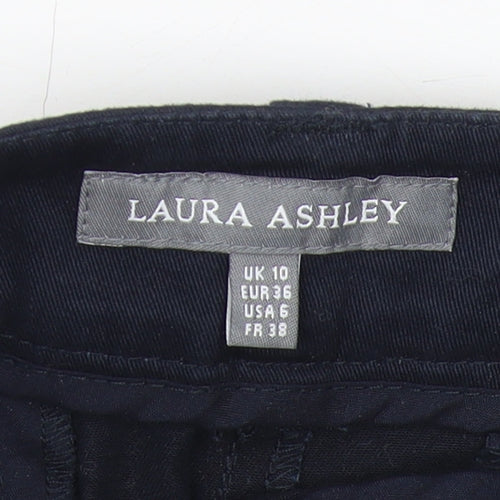 LAURA ASHLEY
UK 10
EUR 36
USA 6
FR 38